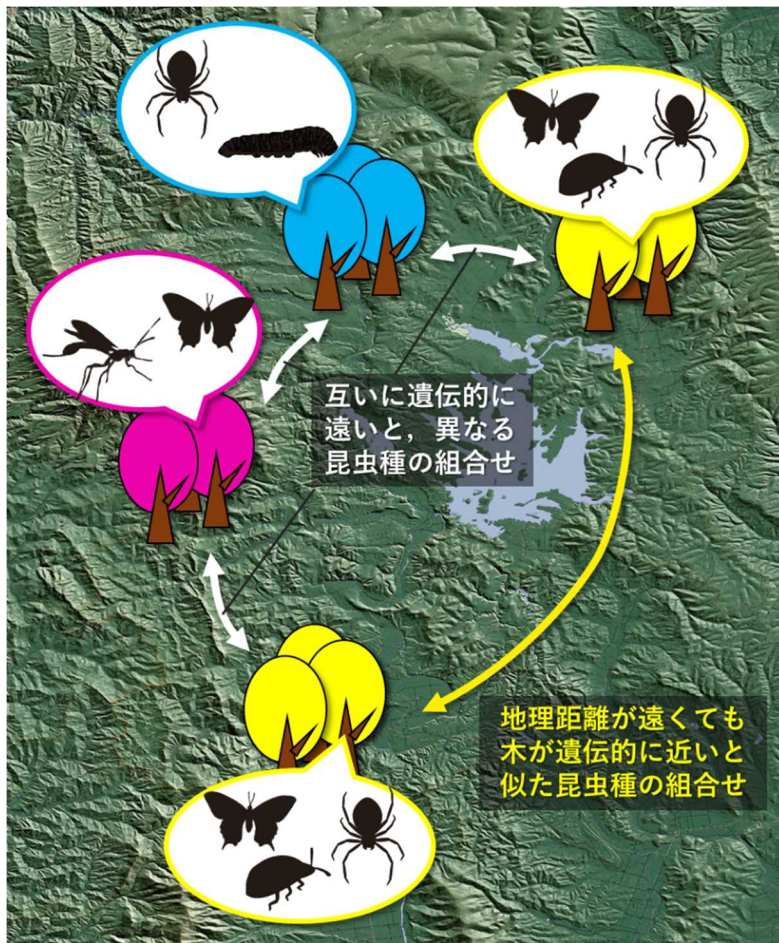 互いに遺伝的に
遠いと，異なる
昆虫種の組合せ
地理距離が遠くても
木が遺伝的に近いと
似た昆虫種の組合せ